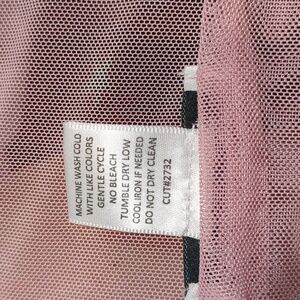 MACHINE WASH COLD
WITH LIKE COLORS
GENTLE CYCLE
NO BLEACH
TUMBLE DRY LOW
COOL IRON IF NEEDED
DO NOT DRY CLEAN
CUT#2732